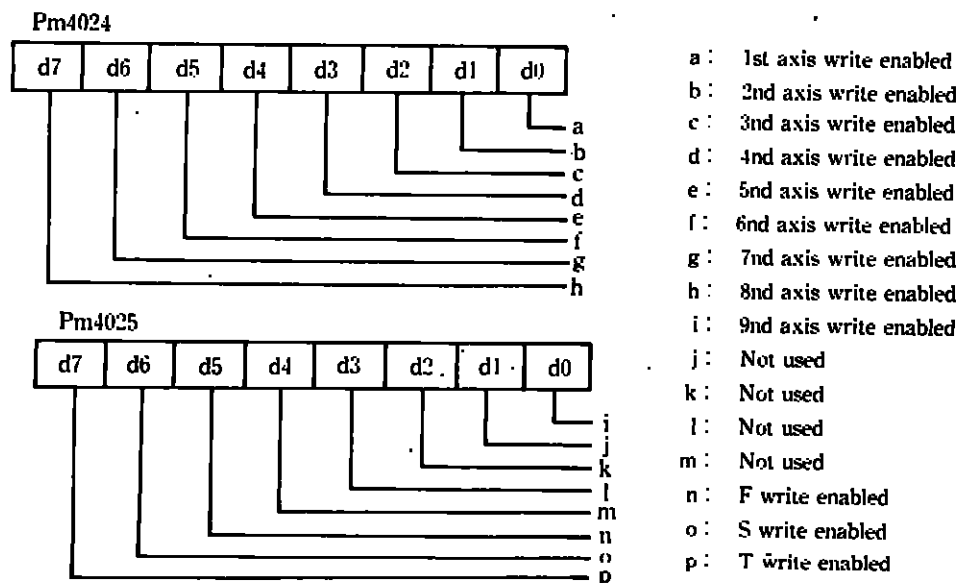 Pm4024
d7 d6 d5 d4 d3 d2 d1 d0
a
b
c
d
e
f
g
h
Pm4025
d7 d6 d5 d4 d3 d2 d1 d0
i
j
k
l
m
n
o
p
a : 1st axis write enabled
b : 2nd axis write enabled
c : 3nd axis write enabled
d : 4nd axis write enabled
e : 5nd axis write enabled
f : 6nd axis write enabled
g : 7nd axis write enabled
h : 8nd axis write enabled
i : 9nd axis write enabled
j : Not used
k : Not used
l : Not used
m : Not used
n : F write enabled
o : S write enabled
p : T write enabled